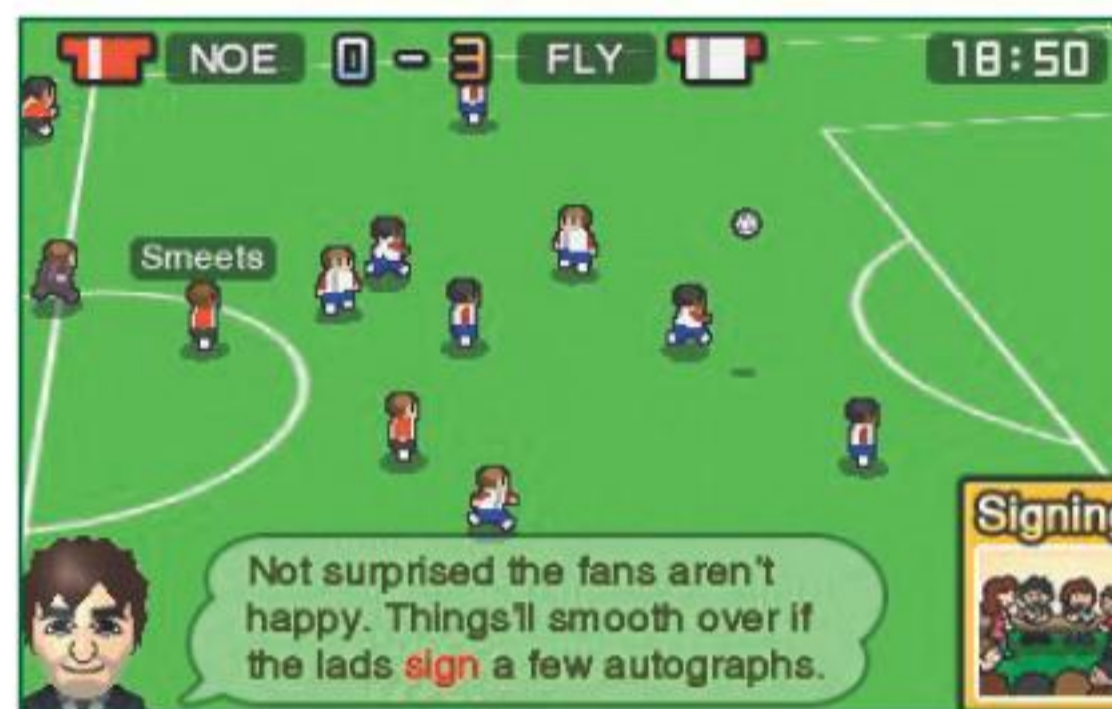 NOE 0 - 3 FLY 18:50
Smeets
Signing
Not surprised the fans aren't
happy. Things'll smooth over if
the lads sign a few autographs.